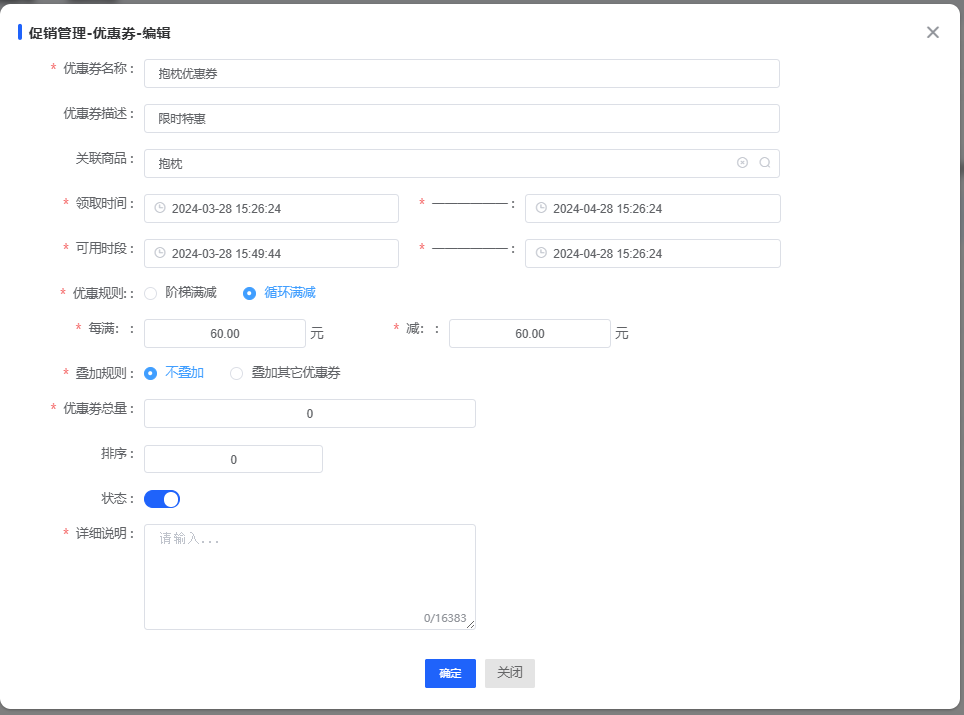 促销管理-优惠券-编辑
* 优惠券名称： 抱枕优惠券
优惠券描述： 限时特惠
关联商品： 抱枕
* 领取时间： 2024-03-28 15:26:24 * ——————： 2024-04-28 15:26:24
* 可用时段： 2024-03-28 15:49:44 * ——————： 2024-04-28 15:26:24
* 优惠规则:： 阶梯满减 循环满减
* 每满:： 60.00 元 * 减:： 60.00 元
* 叠加规则： 不叠加 叠加其它优惠券
* 优惠券总量： 0
排序： 0
状态：
* 详细说明： 请输入...
0/16383
确定 关闭